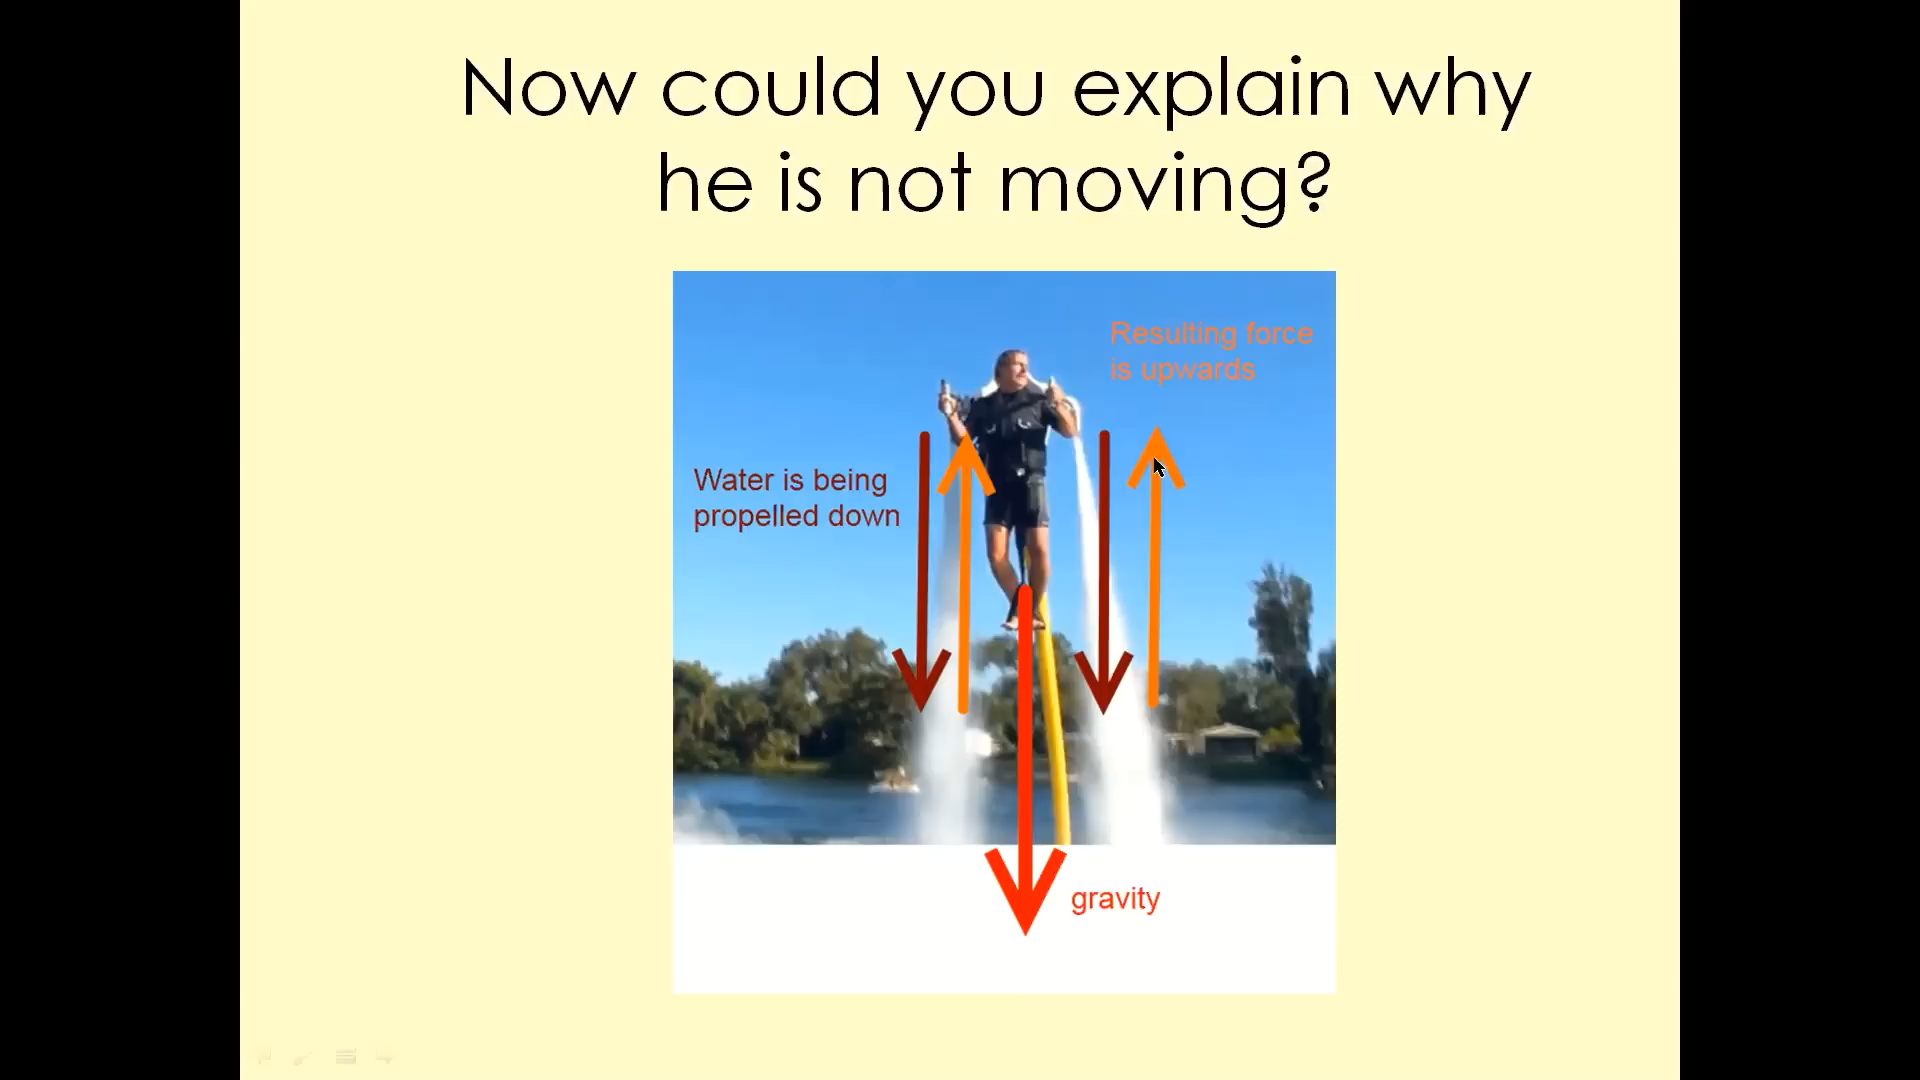 Now could you explain why
he is not moving?
Resulting force
is upwards
Water is being
propelled down
gravity